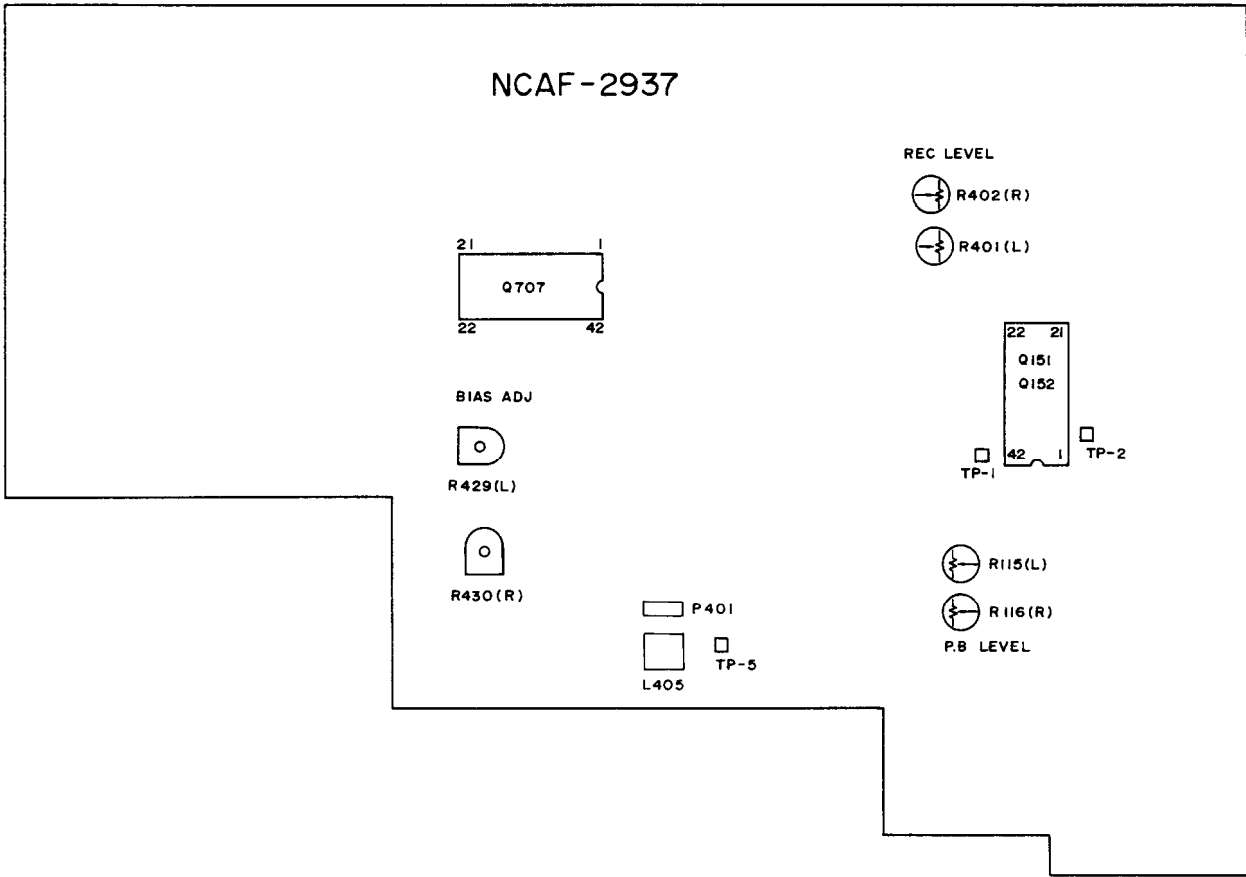 NCAF-2937
REC LEVEL
R402(R)
R401(L)
21 1
Q707
22 42
22 21
Q151
Q152
42 1
TP-1
TP-2
BIAS ADJ
R429(L)
R430(R)
R115(L)
R116(R)
P.B LEVEL
P401
TP-5
L405